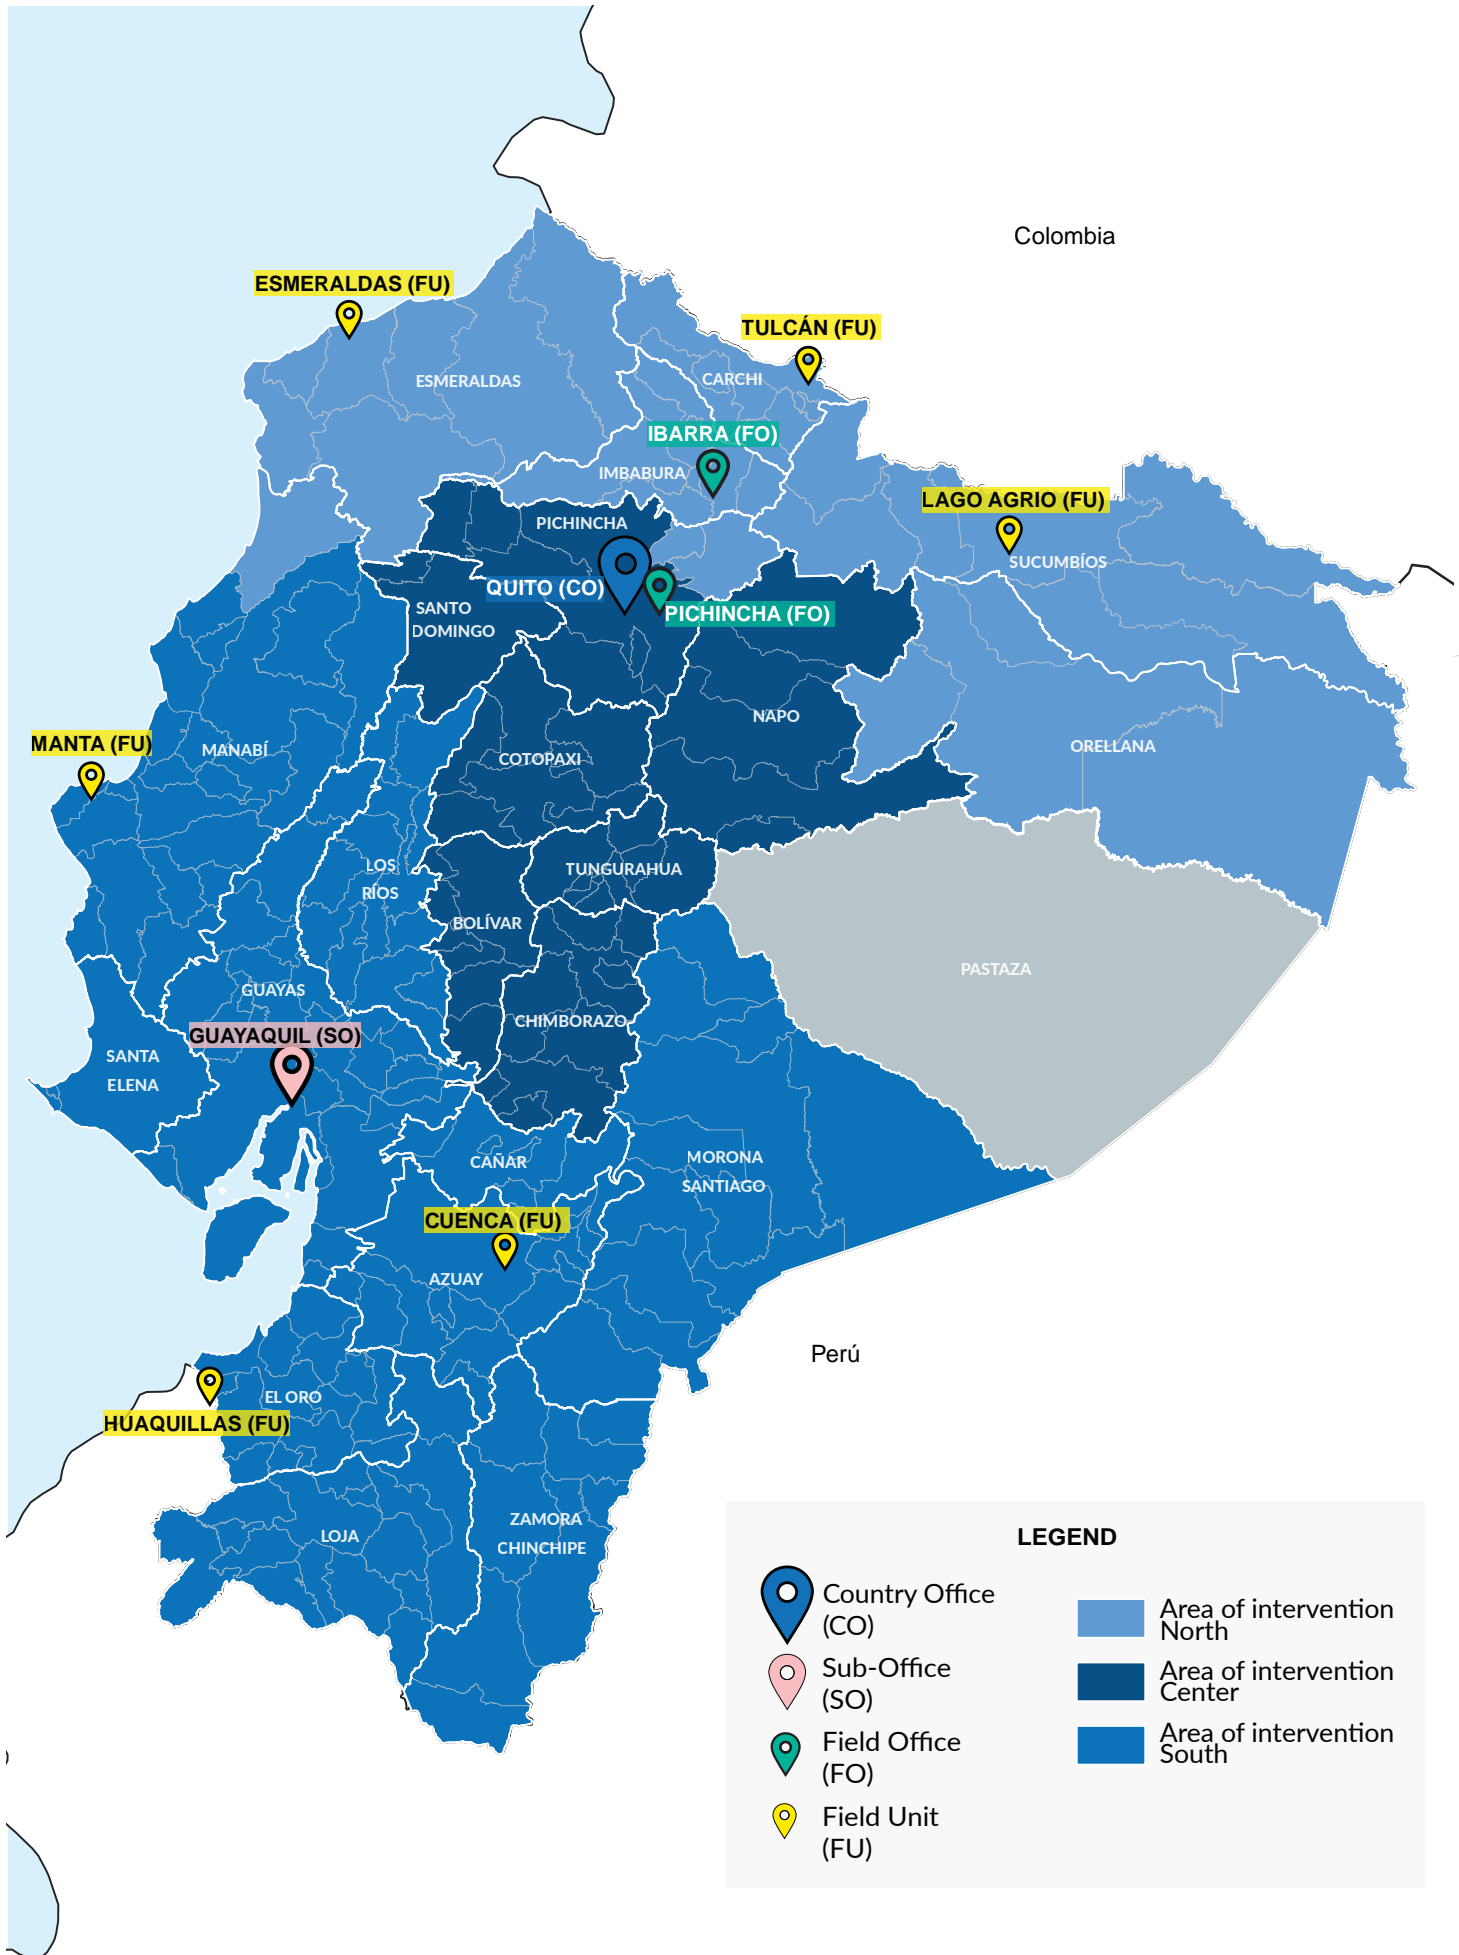 Colombia
ESMERALDAS (FU)
TULCÁN (FU)
CARCHI
ESMERALDAS
IBARRA (FO)
IMBABURA
LAGO AGRIO (FU)
PICHINCHA
SUCUMBÍOS
QUITO (CO)
PICHINCHA (FO)
SANTO
DOMINGO
NAPO
MANTA (FU)
MANABÍ
ORELLANA
COTOPAXI
LOS
RÍOS
TUNGURAHUA
BOLÍVAR
PASTAZA
GUAYAS
CHIMBORAZO
GUAYAQUIL (SO)
SANTA
ELENA
CAÑAR
MORONA
SANTIAGO
CUENCA (FU)
AZUAY
Perú
EL ORO
HUAQUILLAS (FU)
ZAMORA
CHINCHIPE
LOJA
LEGEND
Country Office
(CO)
Sub-Office
(SO)
Field Office
(FO)
Field Unit
(FU)
Area of intervention
North
Area of intervention
Center
Area of intervention
South